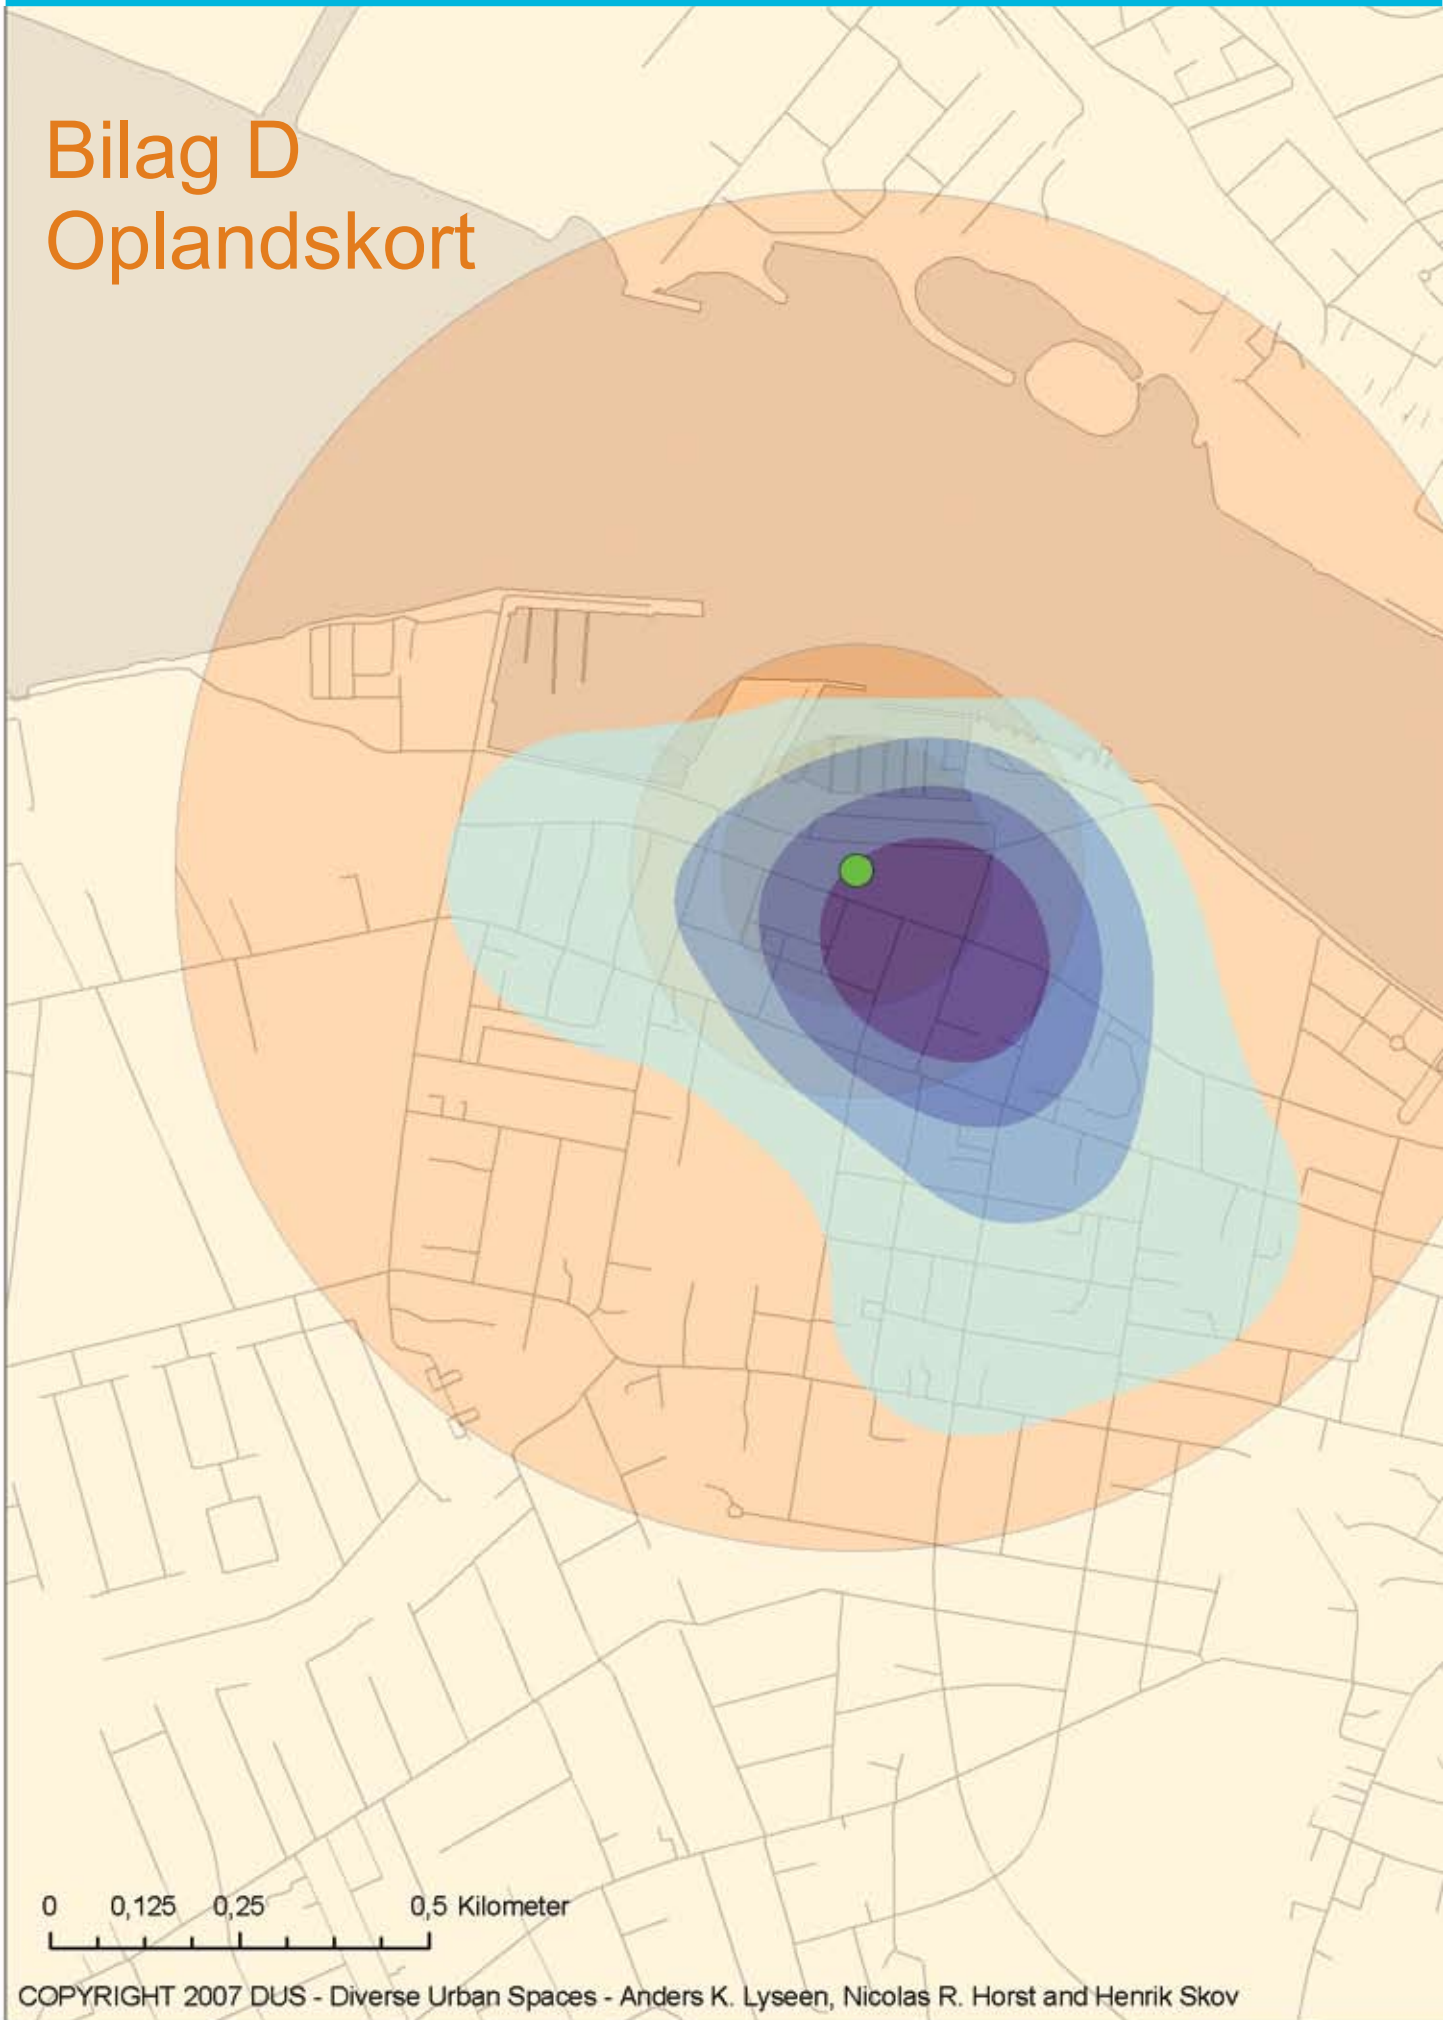 Bilag D
Oplandskort
0 0,125 0,25 0,5 Kilometer
COPYRIGHT 2007 DUS - Diverse Urban Spaces - Anders K. Lyseen, Nicolas R. Horst and Henrik Skov